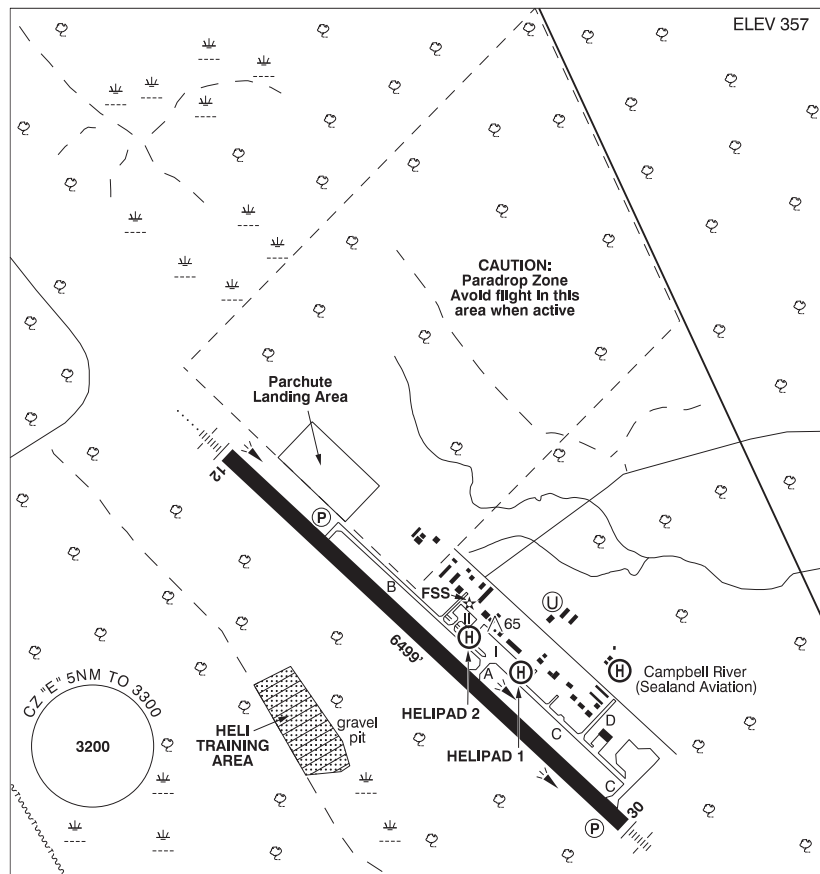 ELEV 357
CAUTION:
Paradrop Zone
Avoid flight in this
area when active
Parchute
Landing Area
12
P
B
FSS
65
U
II
H
I
H
H
Campbell River
(Sealand Aviation)
A
6499'
HELIPAD 2
D
C
HELIPAD 1
CZ "E" 5NM TO 3300
3200
HELI
TRAINING
AREA
gravel
pit
C
30
P